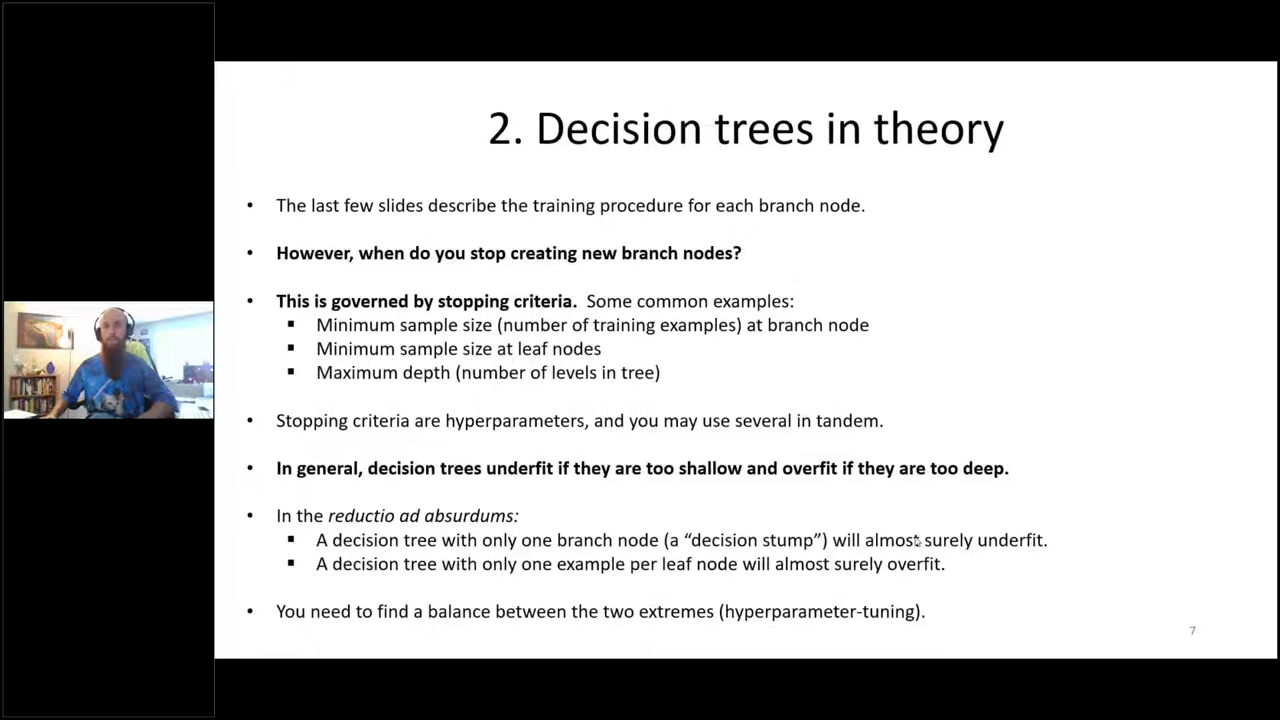 2. Decision trees in theory
• The last few slides describe the training procedure for each branch node.
• However, when do you stop creating new branch nodes?
• This is governed by stopping criteria. Some common examples:
▪ Minimum sample size (number of training examples) at branch node
▪ Minimum sample size at leaf nodes
▪ Maximum depth (number of levels in tree)
• Stopping criteria are hyperparameters, and you may use several in tandem.
• In general, decision trees underfit if they are too shallow and overfit if they are too deep.
• In the reductio ad absurdums:
▪ A decision tree with only one branch node (a “decision stump”) will almost surely underfit.
▪ A decision tree with only one example per leaf node will almost surely overfit.
• You need to find a balance between the two extremes (hyperparameter-tuning).
7